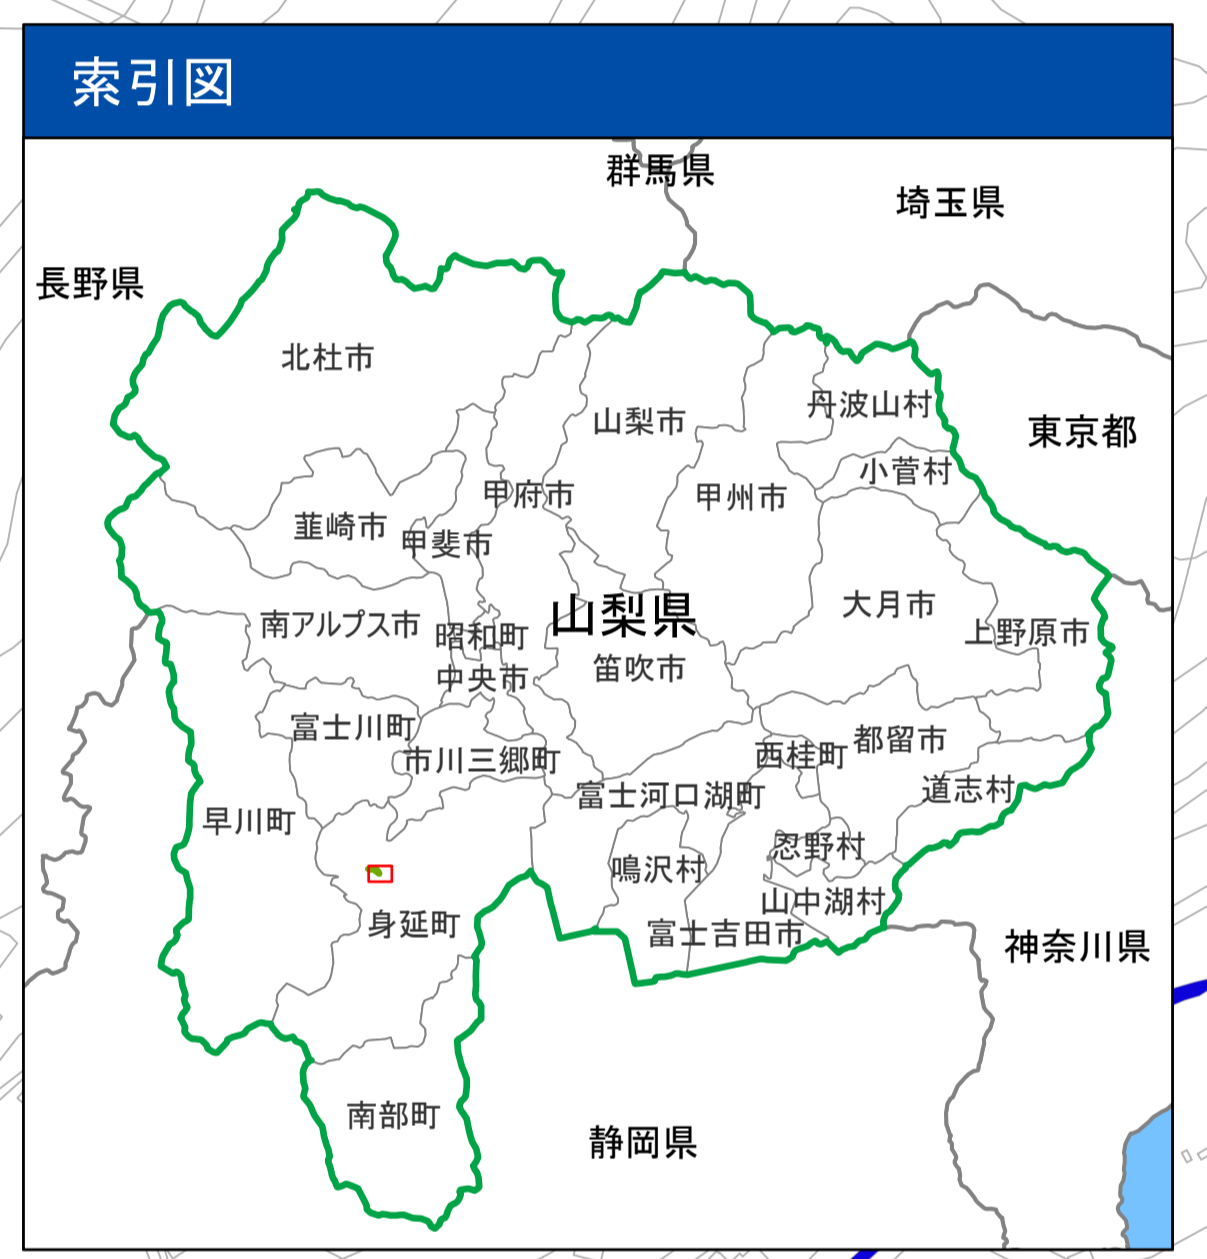 索引図
群馬県
埼玉県
長野県
北杜市
丹波山村
山梨市
東京都
小菅村
甲府市
甲州市
韮崎市
甲斐市
大月市
山梨県
南アルプス市
昭和町
上野原市
笛吹市
中央市
富士川町
都留市
西桂町
市川三郷町
道志村
富士河口湖町
早川町
忍野村
鳴沢村
山中湖村
身延町
富士吉田市
神奈川県
南部町
静岡県